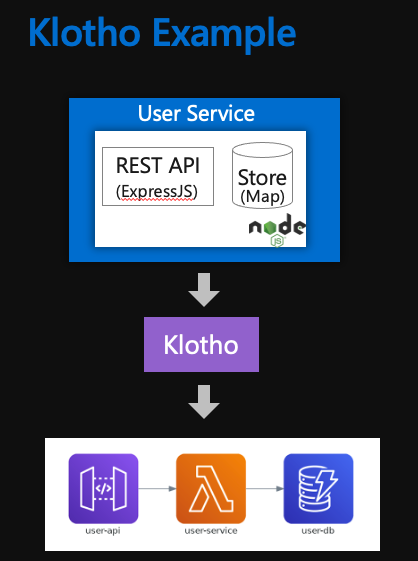 Klotho Example
User Service
REST API
(ExpressJS)
Store
(Map)
node
JS
Klotho
</>
user-api
user-service
user-db